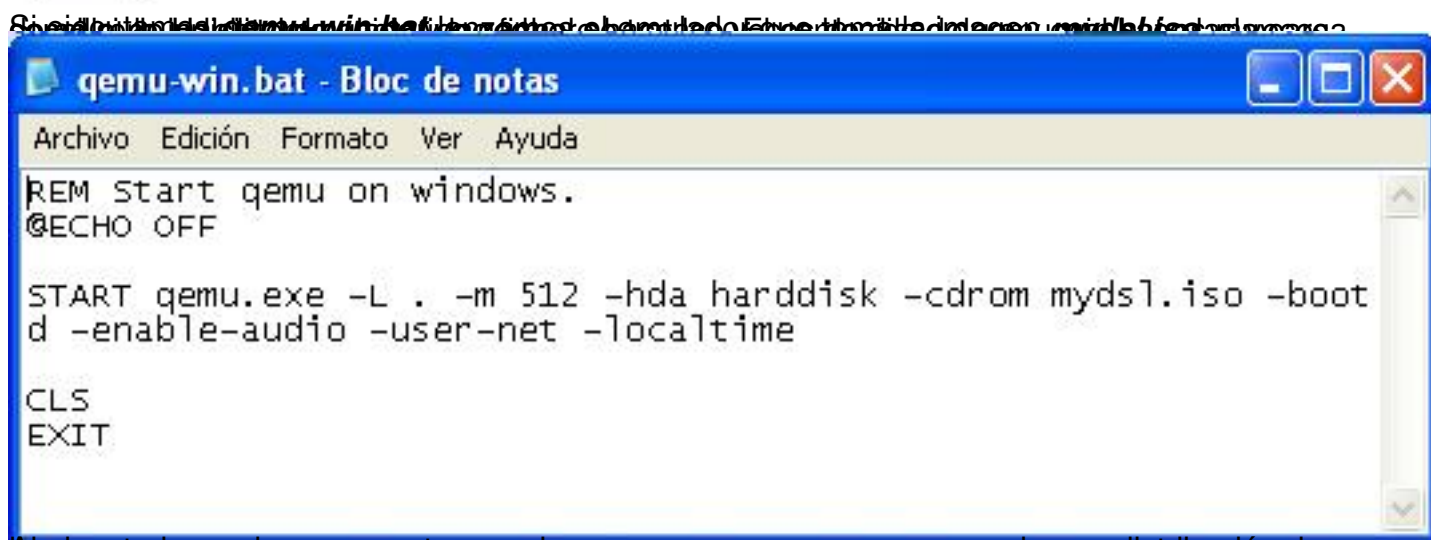 qemu-win.bat - Bloc de notas
Archivo Edición Formato Ver Ayuda
REM Start qemu on windows.
@ECHO OFF
START qemu.exe -L . -m 512 -hda harddisk -cdrom mydsl.iso -boot
d -enable-audio -user-net -localtime
CLS
EXIT